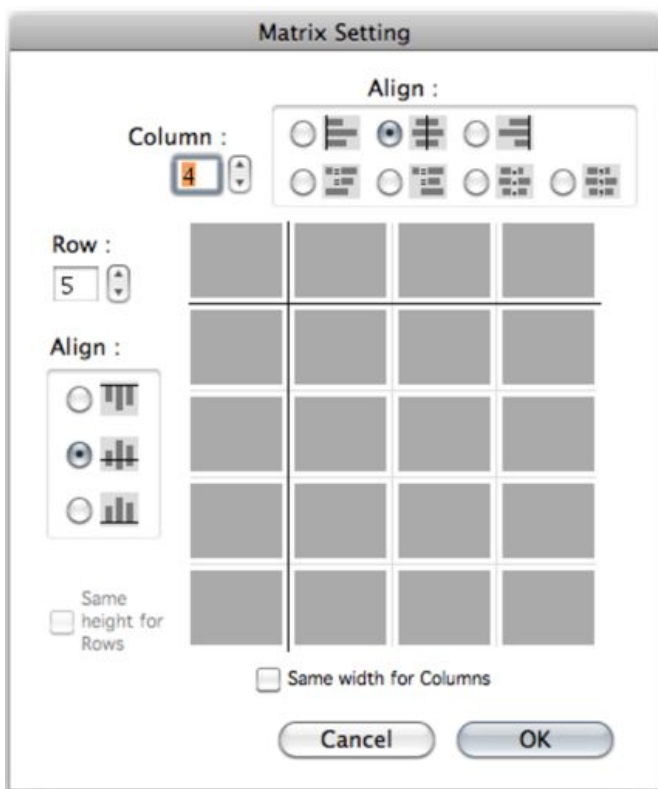 Matrix Setting
Align :
Column :
4
Row :
5
Align :
Same
height for
Rows
Same width for Columns
Cancel
OK